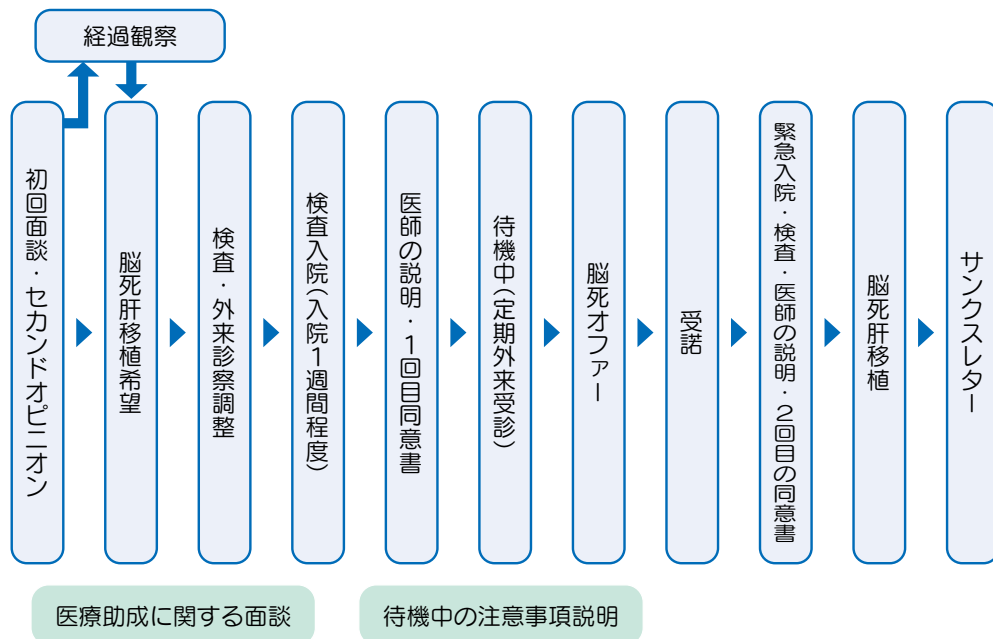 経過観察
初回面談・セカンドオピニオン
脳死肝移植希望
検査・外来診察調整
検査入院(入院1週間程度)
医師の説明・1回目同意書
待機中(定期外来受診)
脳死オファー
受諾
緊急入院・検査・医師の説明・2回目の同意書
脳死肝移植
サンクスレター
医療助成に関する面談
待機中の注意事項説明